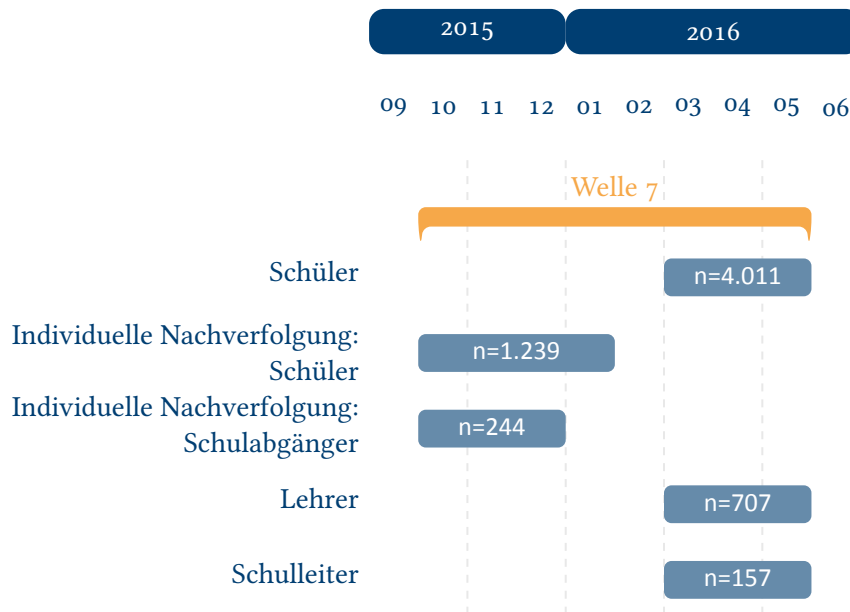 2015 2016
09 10 11 12 01 02 03 04 05 06
Welle 7
Schüler n=4.011
Individuelle Nachverfolgung:
Schüler n=1.239
Individuelle Nachverfolgung:
Schulabgänger n=244
Lehrer n=707
Schulleiter n=157